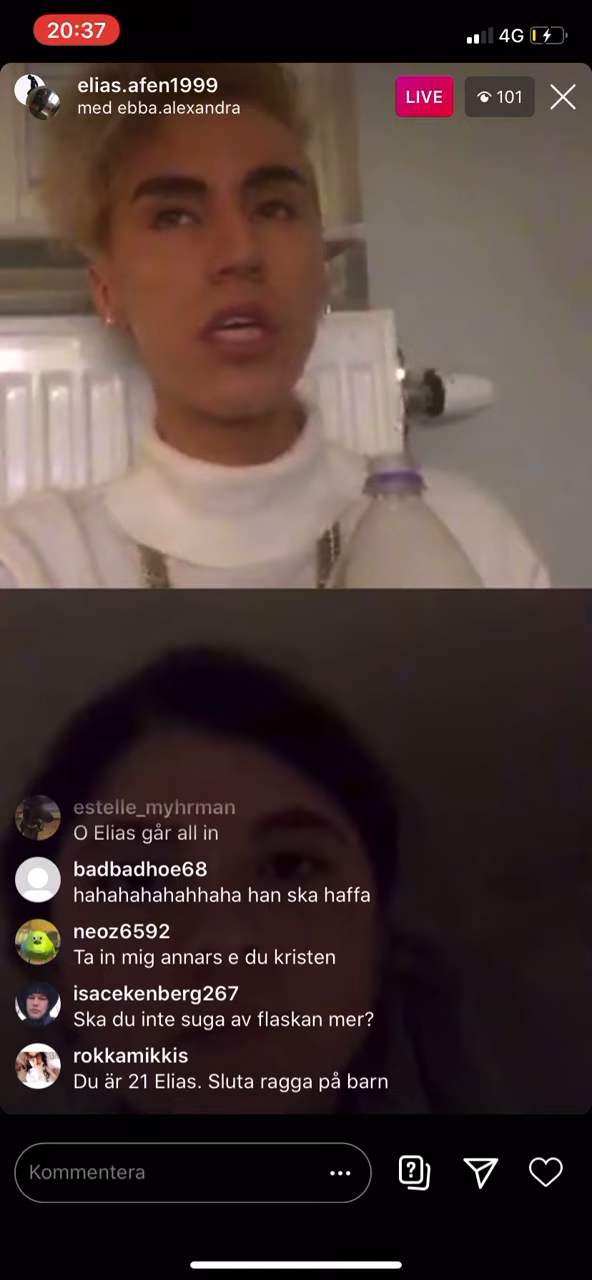 20:37
4G
elias.afen1999
med ebba.alexandra
LIVE
101
estelle_myhrman
O Elias går all in
badbadhoe68
hahahahahahhaha han ska haffa
neoz6592
Ta in mig annars e du kristen
isacekenberg267
Ska du inte suga av flaskan mer?
rokkamikkis
Du är 21 Elias. Sluta ragga på barn
Kommentera